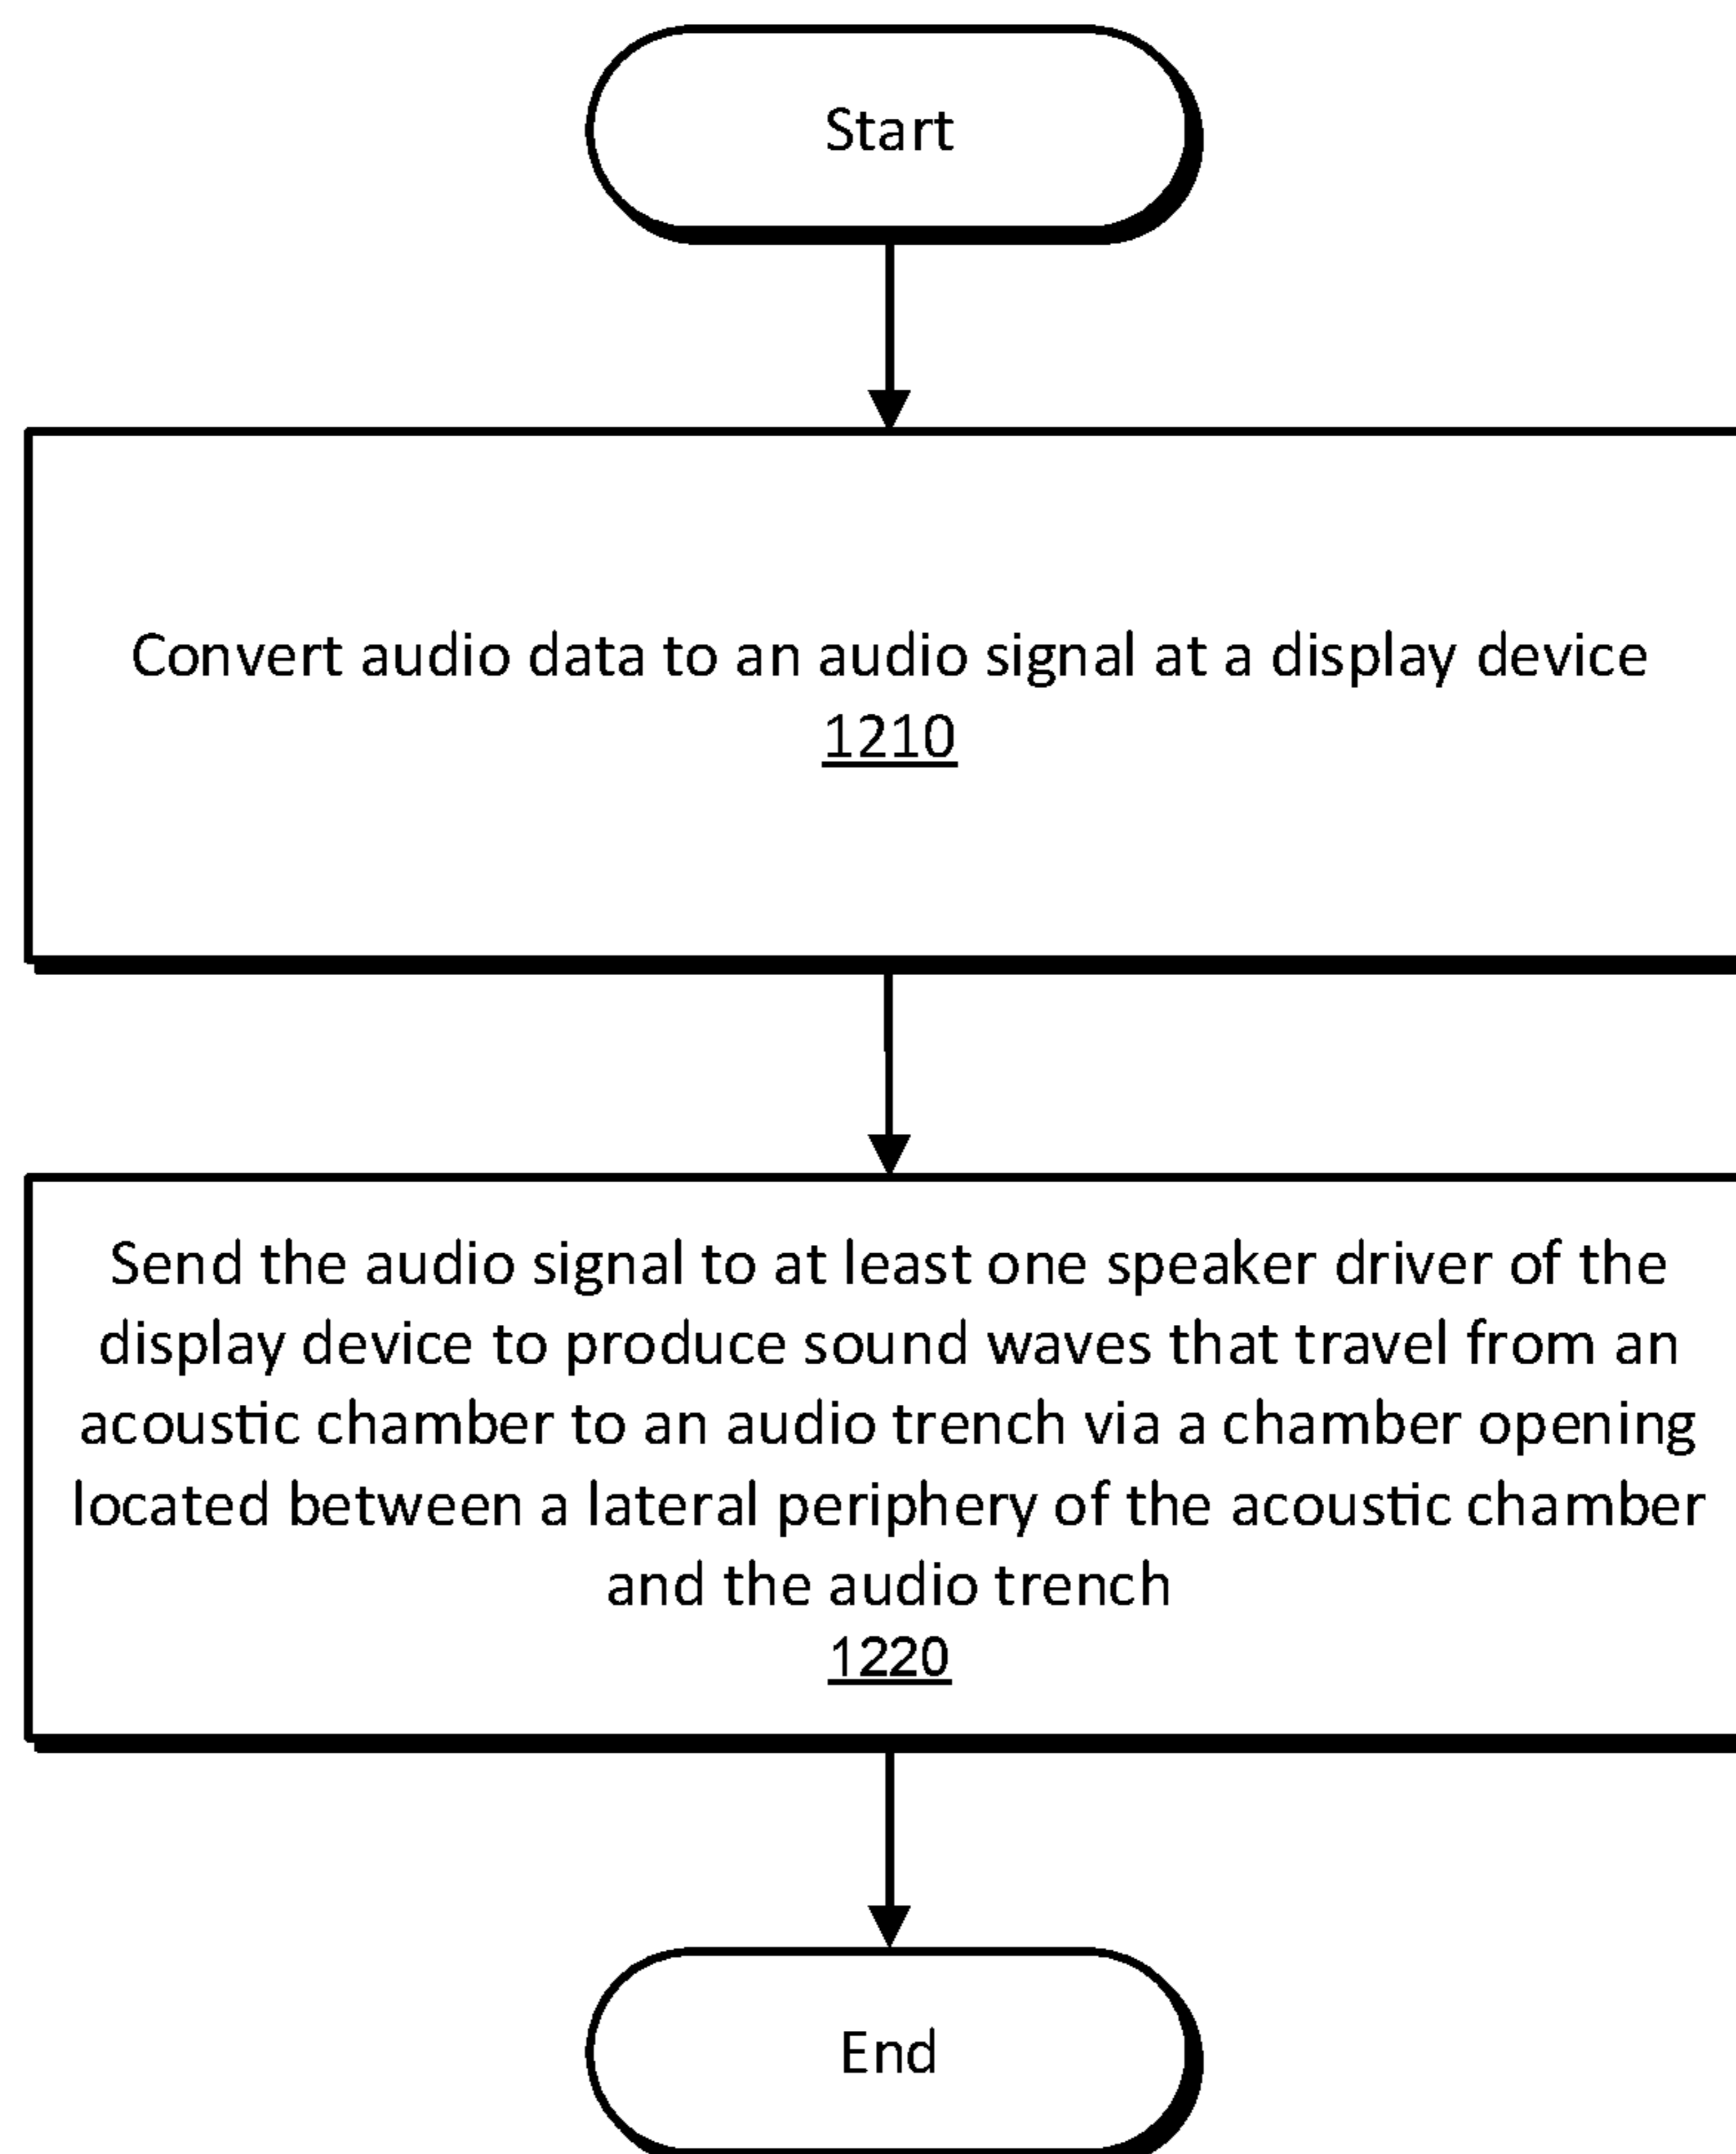 Start
Convert audio data to an audio signal at a display device
1210
Send the audio signal to at least one speaker driver of the
display device to produce sound waves that travel from an
acoustic chamber to an audio trench via a chamber opening
located between a lateral periphery of the acoustic chamber
and the audio trench
1220
End